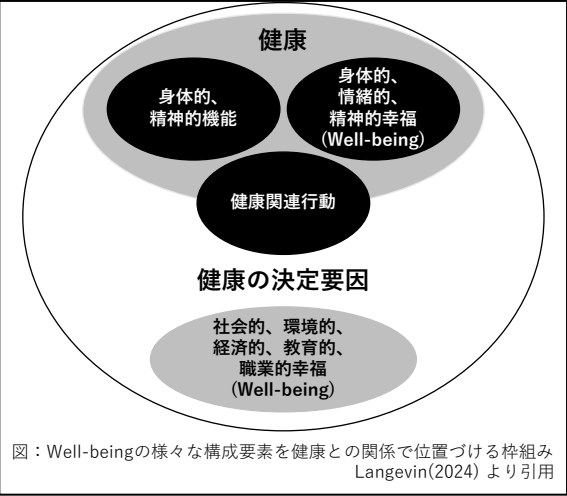 健康
身体的、
精神的機能
身体的、
情緒的、
精神的幸福
(Well-being)
健康関連行動
健康の決定要因
社会的、環境的、
経済的、教育的、
職業的幸福
(Well-being)
図：Well-beingの様々な構成要素を健康との関係で位置づける枠組み
Langevin(2024) より引用